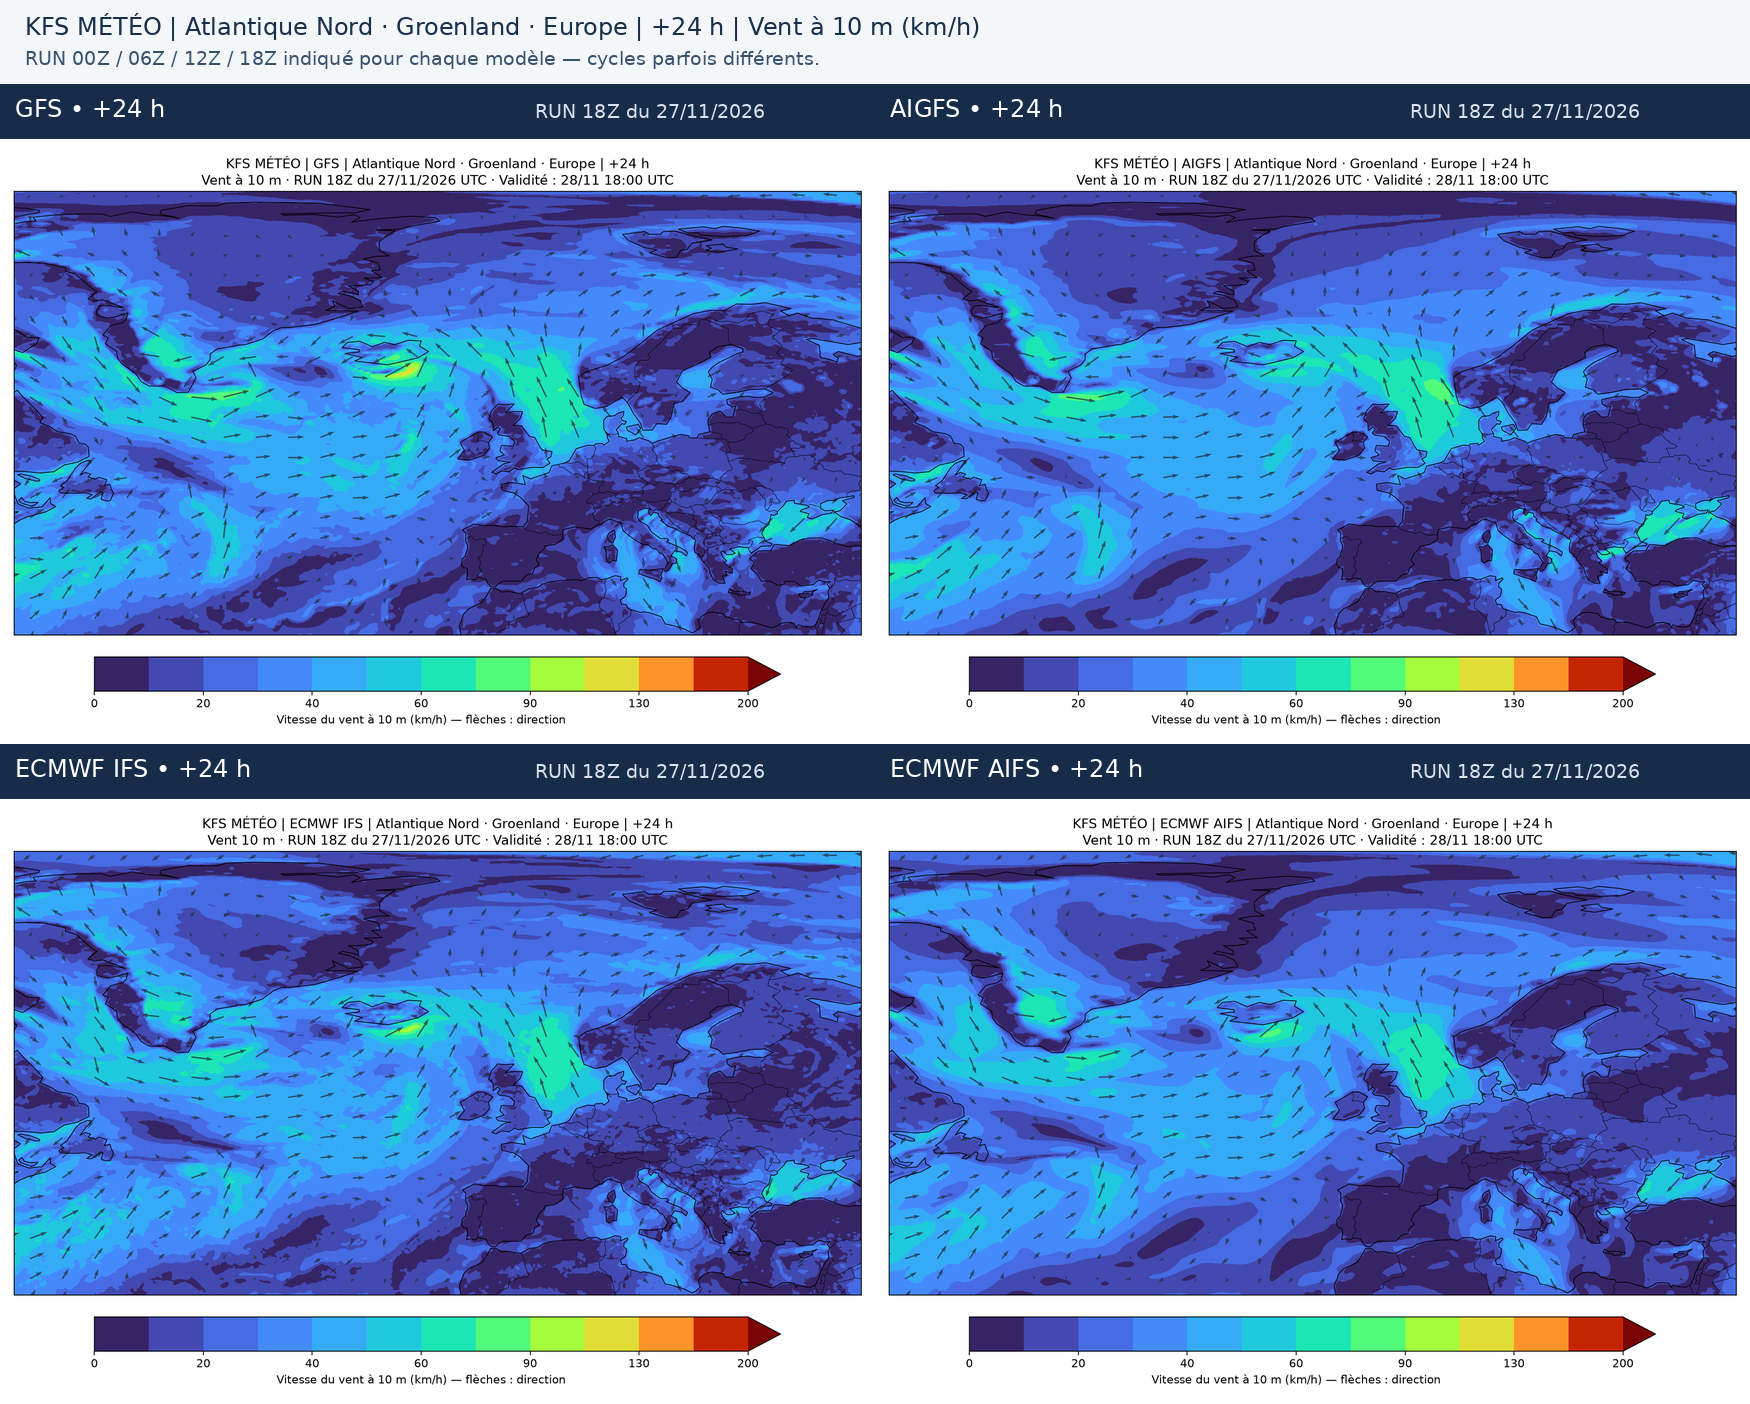 KFS MÉTÉO | Atlantique Nord · Groenland · Europe | +24 h | Vent à 10 m (km/h)
RUN 00Z / 06Z / 12Z / 18Z indiqué pour chaque modèle — cycles parfois différents.
GFS • +24 h
RUN 18Z du 27/11/2026
KFS MÉTÉO | GFS | Atlantique Nord · Groenland · Europe | +24 h
Vent à 10 m · RUN 18Z du 27/11/2026 UTC · Validité : 28/11 18:00 UTC
0 20 40 60 90 130 200
Vitesse du vent à 10 m (km/h) — flèches : direction
AIGFS • +24 h
RUN 18Z du 27/11/2026
KFS MÉTÉO | AIGFS | Atlantique Nord · Groenland · Europe | +24 h
Vent à 10 m · RUN 18Z du 27/11/2026 UTC · Validité : 28/11 18:00 UTC
0 20 40 60 90 130 200
Vitesse du vent à 10 m (km/h) — flèches : direction
ECMWF IFS • +24 h
RUN 18Z du 27/11/2026
KFS MÉTÉO | ECMWF IFS | Atlantique Nord · Groenland · Europe | +24 h
Vent 10 m · RUN 18Z du 27/11/2026 UTC · Validité : 28/11 18:00 UTC
0 20 40 60 90 130 200
Vitesse du vent à 10 m (km/h) — flèches : direction
ECMWF AIFS • +24 h
RUN 18Z du 27/11/2026
KFS MÉTÉO | ECMWF AIFS | Atlantique Nord · Groenland · Europe | +24 h
Vent 10 m · RUN 18Z du 27/11/2026 UTC · Validité : 28/11 18:00 UTC
0 20 40 60 90 130 200
Vitesse du vent à 10 m (km/h) — flèches : direction